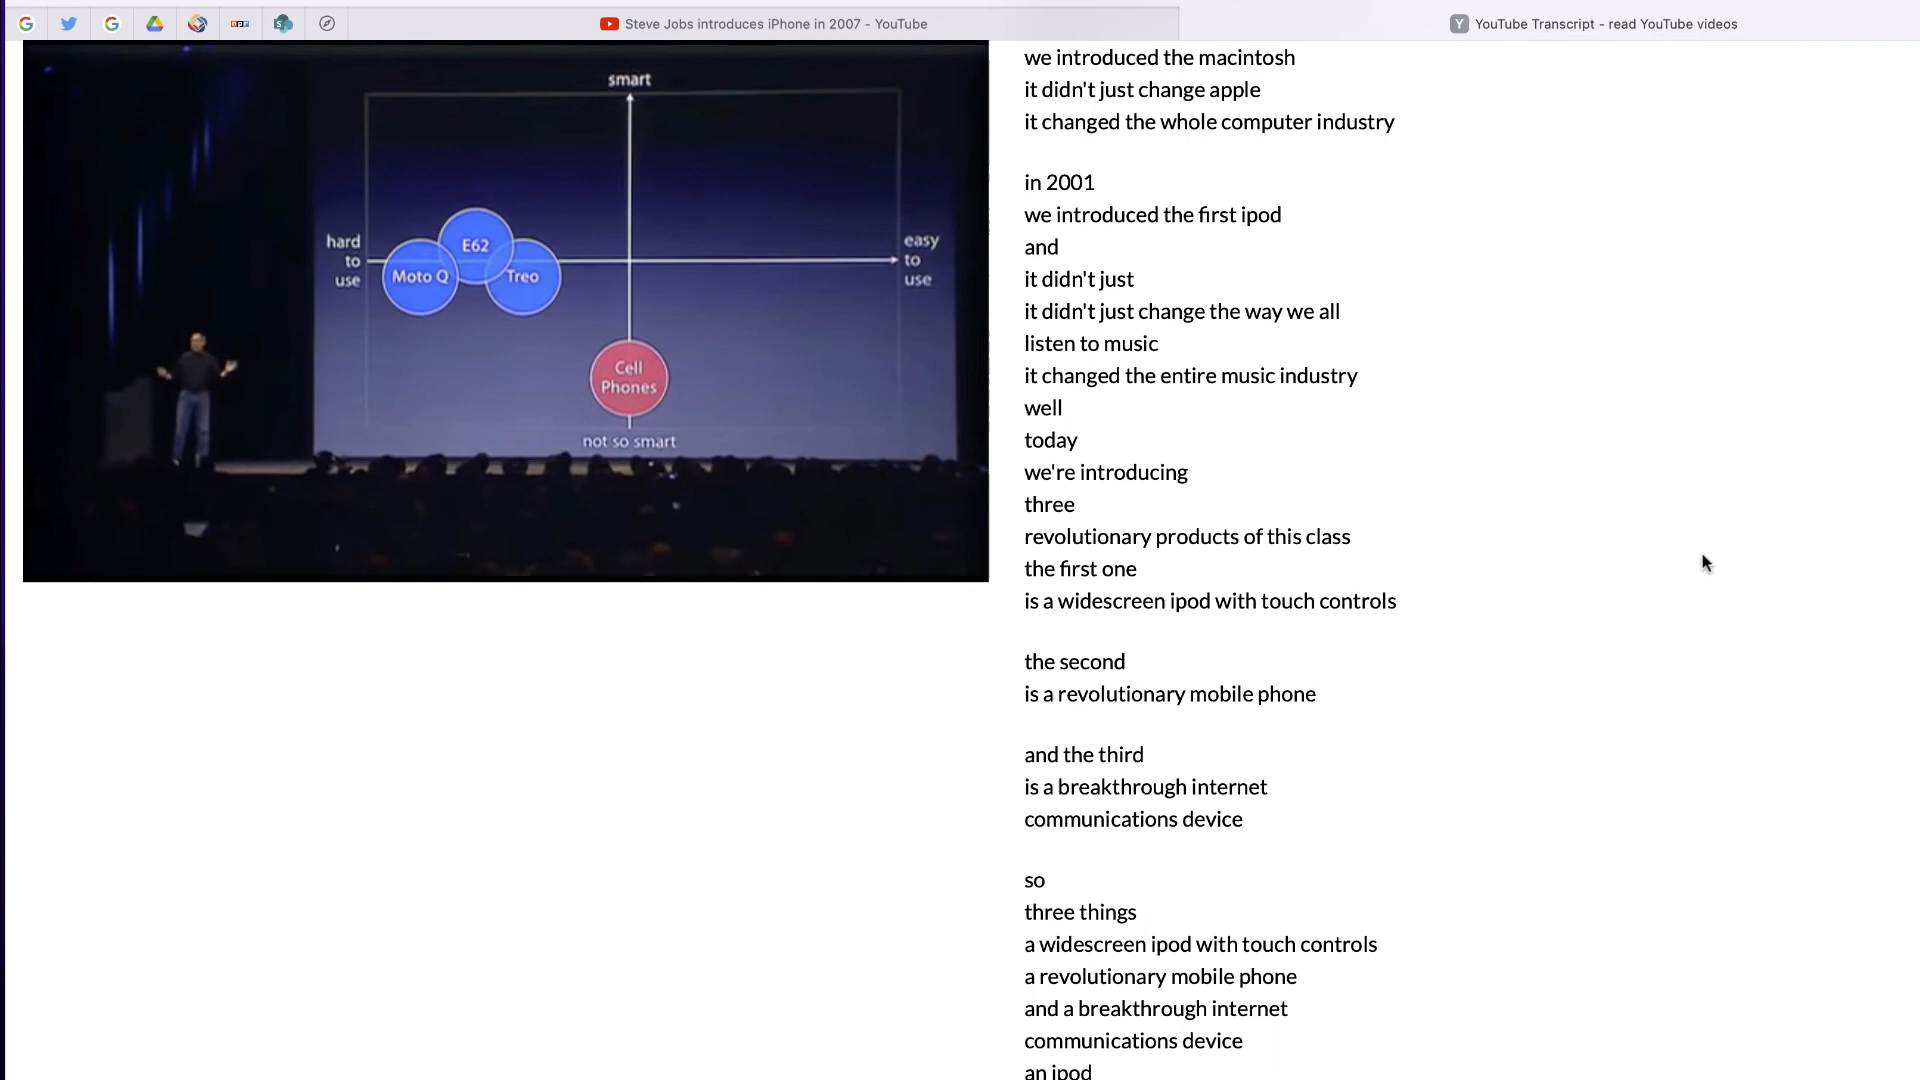 Steve Jobs introduces iPhone in 2007 - YouTube
Y YouTube Transcript - read YouTube videos
npr
S
smart
hard
to
use
E62
Moto Q
Treo
easy
to
use
Cell
Phones
not so smart
we introduced the macintosh
it didn't just change apple
it changed the whole computer industry
in 2001
we introduced the first ipod
and
it didn't just
it didn't just change the way we all
listen to music
it changed the entire music industry
well
today
we're introducing
three
revolutionary products of this class
the first one
is a widescreen ipod with touch controls
the second
is a revolutionary mobile phone
and the third
is a breakthrough internet
communications device
so
three things
a widescreen ipod with touch controls
a revolutionary mobile phone
and a breakthrough internet
communications device
an ipod